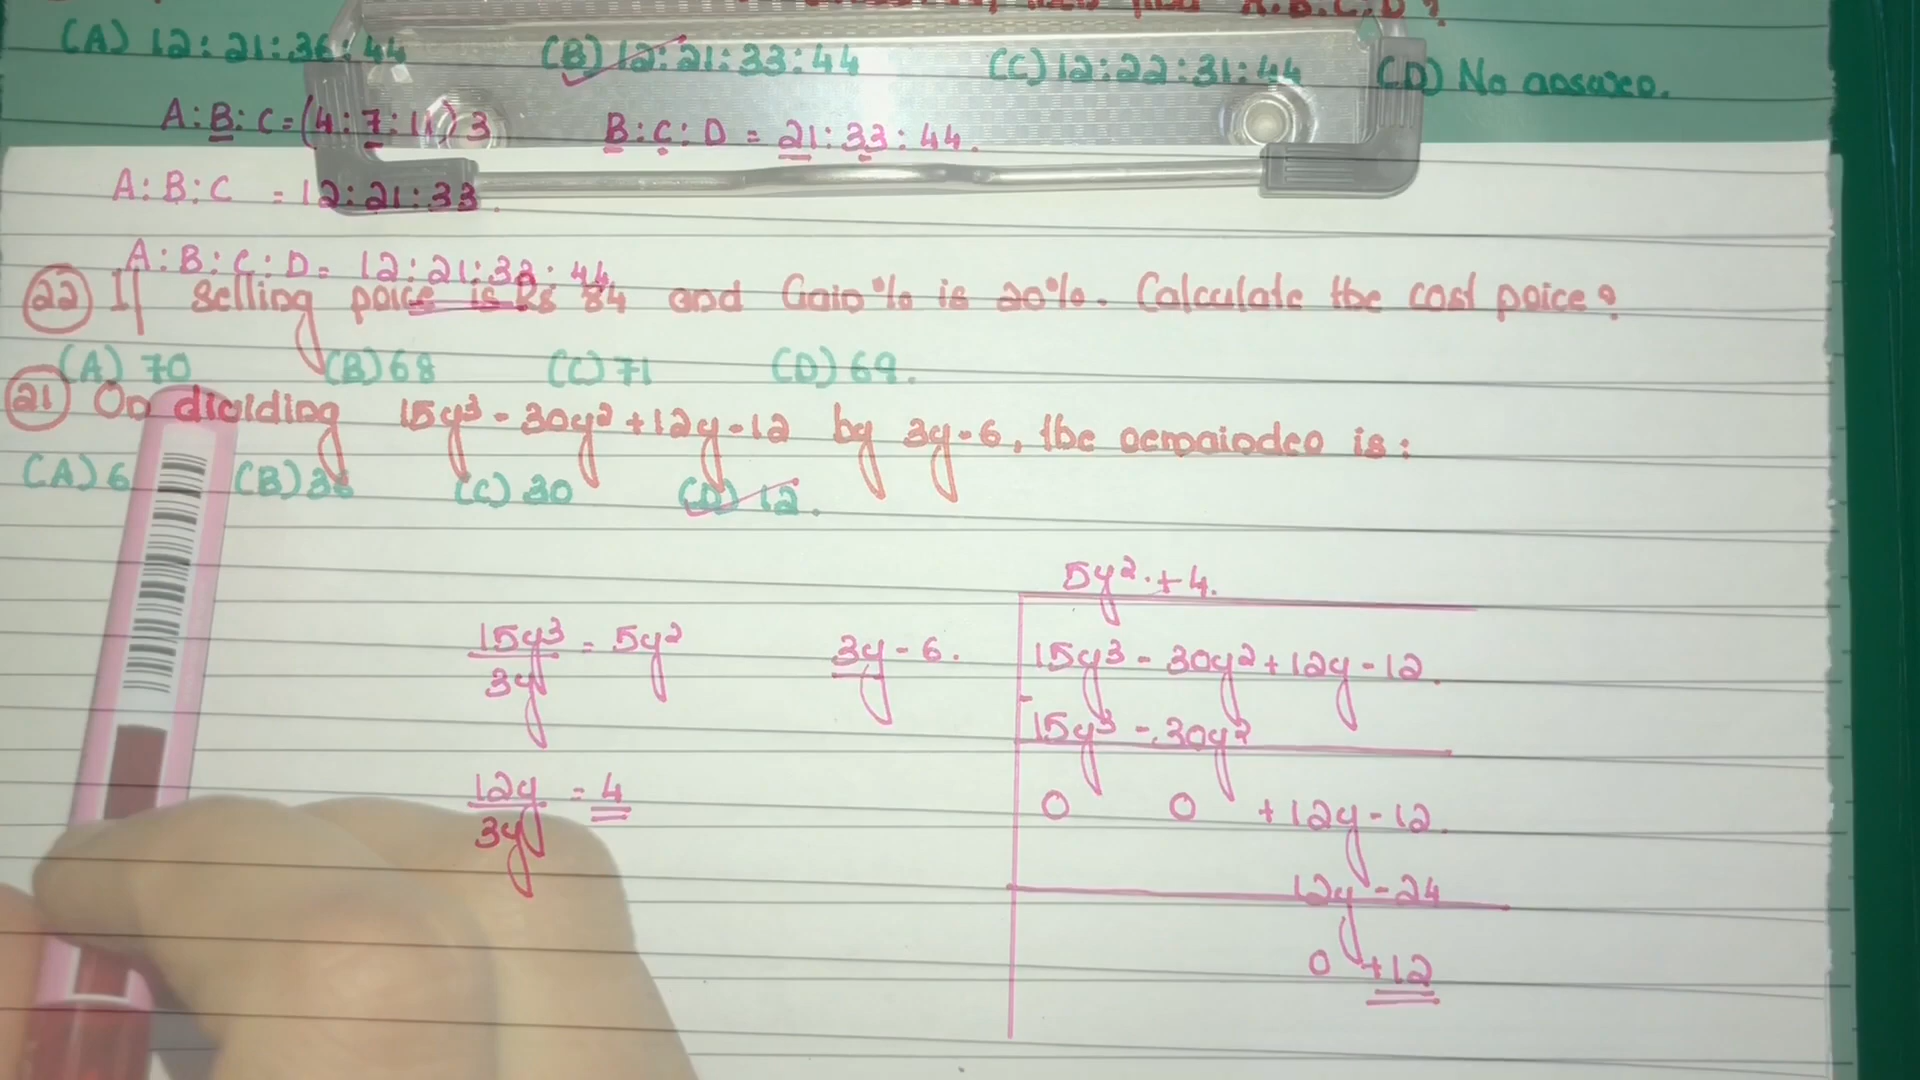 A:B:C:D?
(A) 12:21:36:44 (B) 12:21:33:44 (C) 12:22:31:44 (D) No answer.
A:B:C=(4:7:11)3 B:C:D = 21:33:44.
A:B:C = 12:21:33.
A:B:C:D= 12:21:33:44
22 If selling price is Rs 84 and Gain% is 20%. Calculate the cost price?
(A) 70 (B) 68 (C) 71 (D) 69.
21 On dividing 15y³ - 30y² + 12y - 12 by 3y - 6, the remainder is:
(A) 6 (B) 36 (C) 30 (D) 12.
5y² + 4.
15y³/3y = 5y² 3y - 6. 15y³ - 30y² + 12y - 12.
15y³ - 30y²
12y/3y = 4 0 0 + 12y - 12.
12y - 24
0 + 12